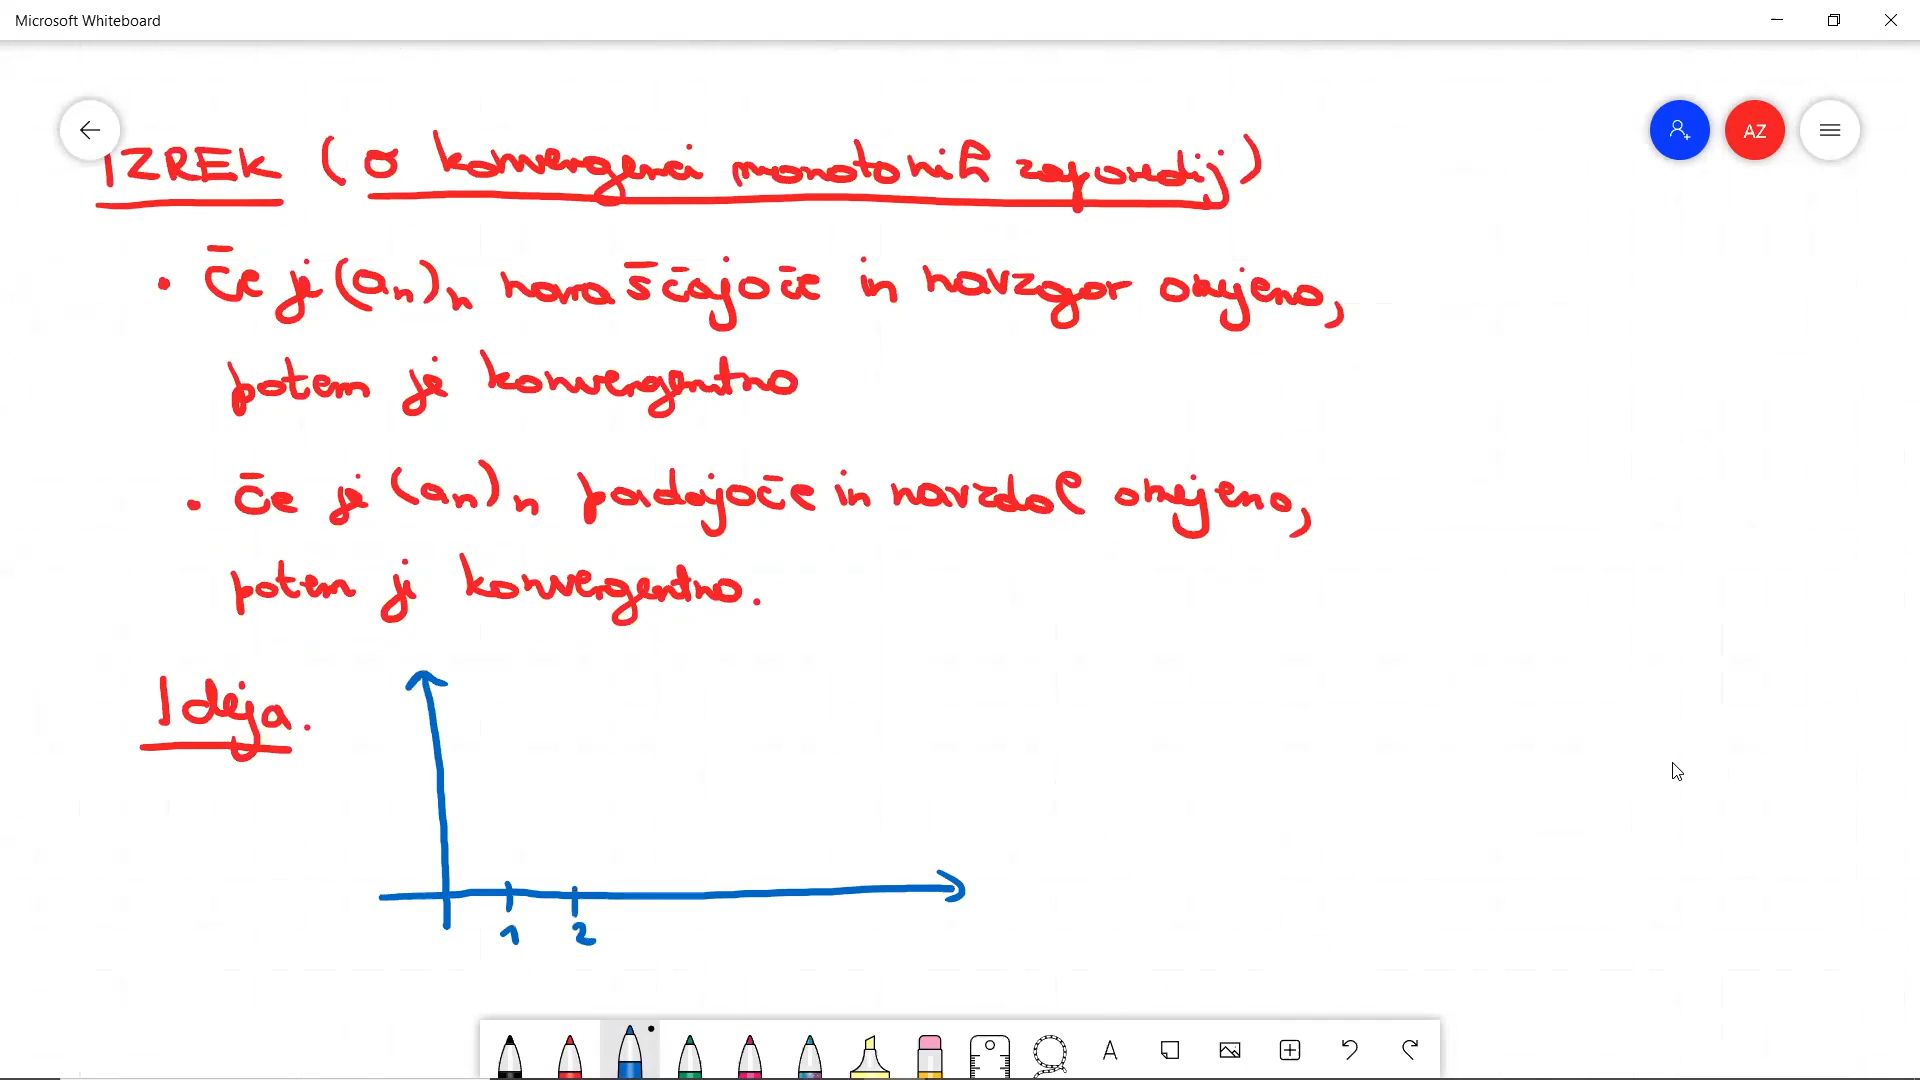 Microsoft Whiteboard
AZ
IZREK (o konvergenci monotonih zaporedij)
• Če je (aₙ)ₙ naraščajoče in navzgor omejeno,
potem je konvergentno
• Če je (aₙ)ₙ padajoče in navzdol omejeno,
potem je konvergentno.
Ideja.
1 2
A